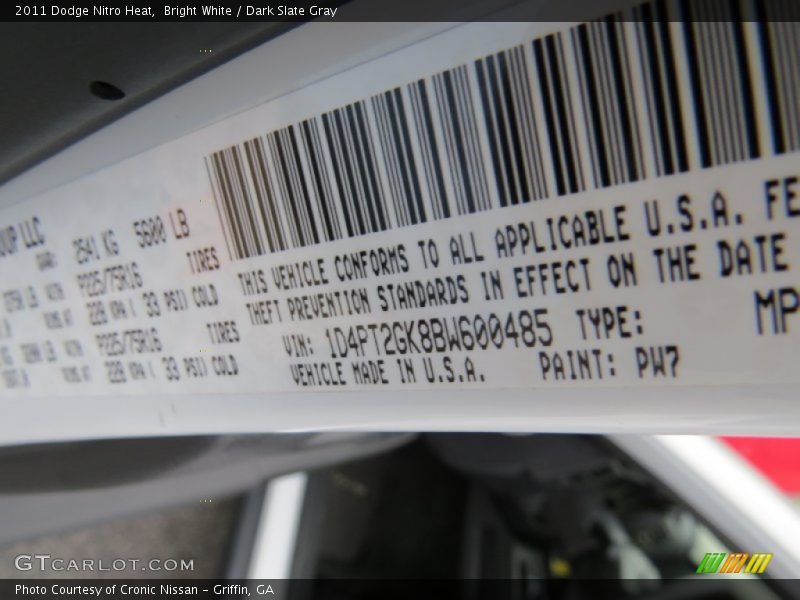 2011 Dodge Nitro Heat, Bright White / Dark Slate Gray
LLC
2541 KG 5600 LB
P225/75R16 TIRES
228 KPA ( 33 PSI) COLD
P225/75R16 TIRES
228 KPA ( 33 PSI) COLD
THIS VEHICLE CONFORMS TO ALL APPLICABLE U.S.A. FE
THEFT PREVENTION STANDARDS IN EFFECT ON THE DATE
VIN: 1D4PT2GK8BW600485 TYPE: MP
VEHICLE MADE IN U.S.A. PAINT: PW7
GTCARLOT.COM
Photo Courtesy of Cronic Nissan - Griffin, GA